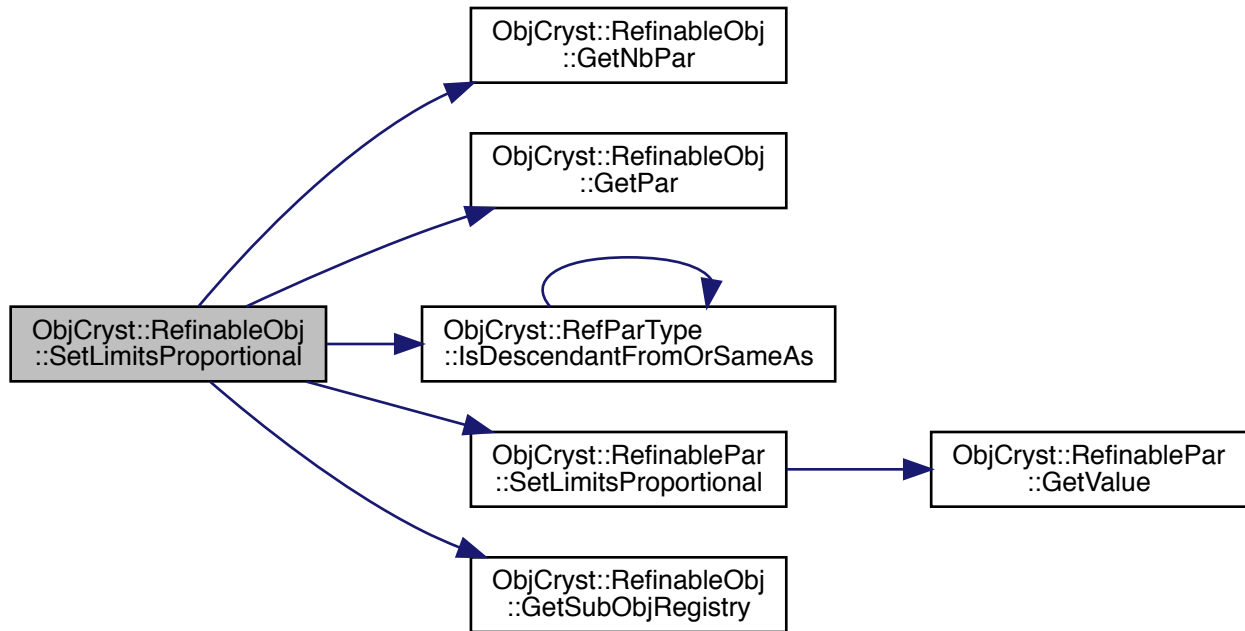 ObjCryst::RefinableObj
::SetLimitsProportional
ObjCryst::RefinableObj
::GetNbPar
ObjCryst::RefinableObj
::GetPar
ObjCryst::RefParType
::IsDescendantFromOrSameAs
ObjCryst::RefinablePar
::SetLimitsProportional
ObjCryst::RefinablePar
::GetValue
ObjCryst::RefinableObj
::GetSubObjRegistry